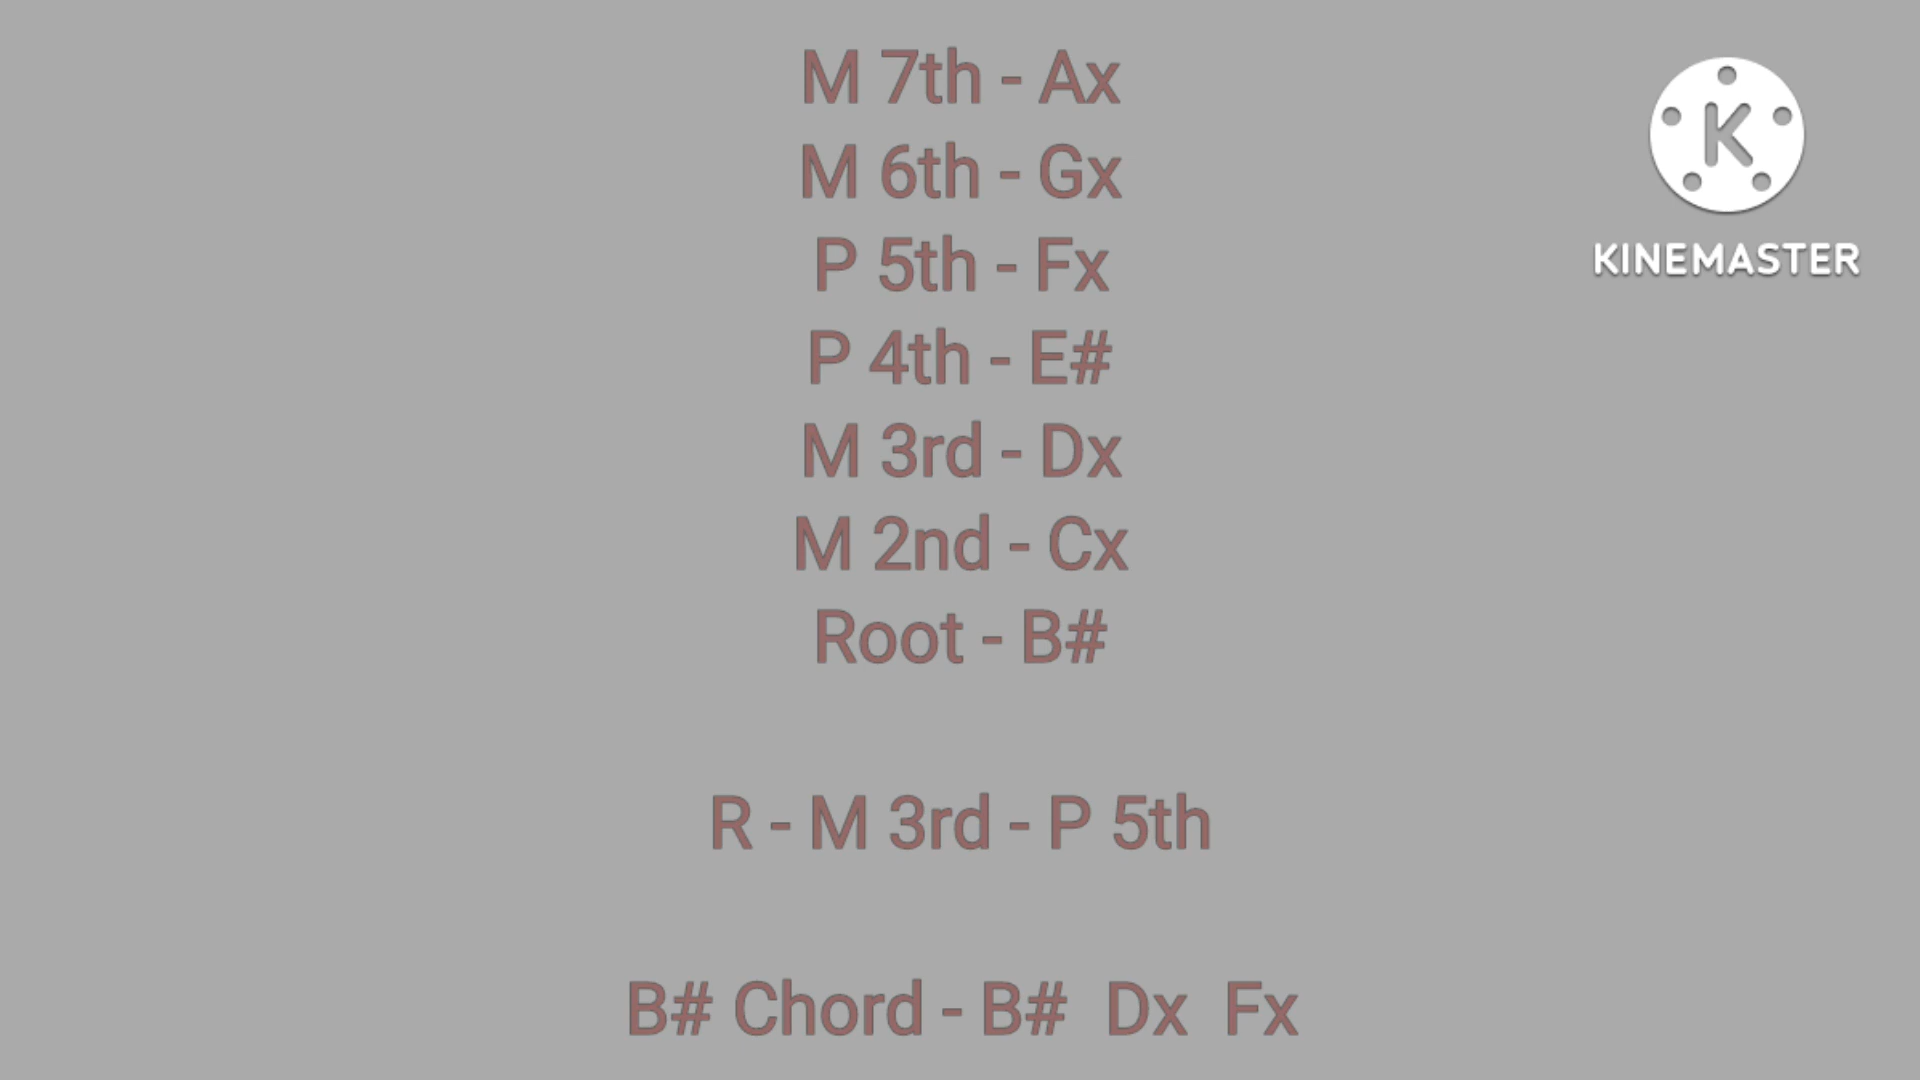 M 7th - Ax
M 6th - Gx
P 5th - Fx
P 4th - E#
M 3rd - Dx
M 2nd - Cx
Root - B#
R - M 3rd - P 5th
B# Chord - B#  Dx  Fx
K
KINEMASTER